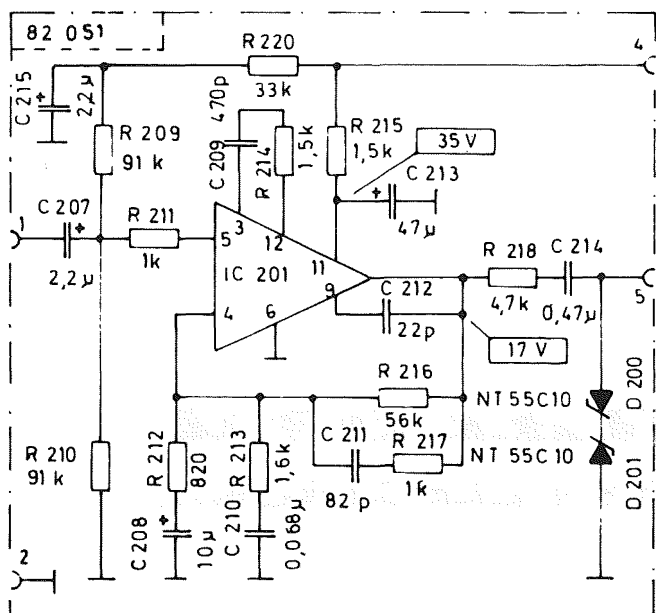 82 051
R 220
33k
4
C 215
+
2,2µ
R 209
91 k
C 209
470p
R 214
1,5k
R 215
1,5k
35 V
+
C 213
47µ
1
C 207
+
2,2µ
R 211
1k
5
3
12
IC 201
11
4
6
9
C 212
22p
R 218
4,7k
C 214
0,47µ
5
17 V
R 216
56k
NT 55C10
D 200
NT 55C10
D 201
C 211
82 p
R 217
1k
R 210
91 k
R 212
820
R 213
1,6k
C 208
+
10µ
C 210
0,068µ
2